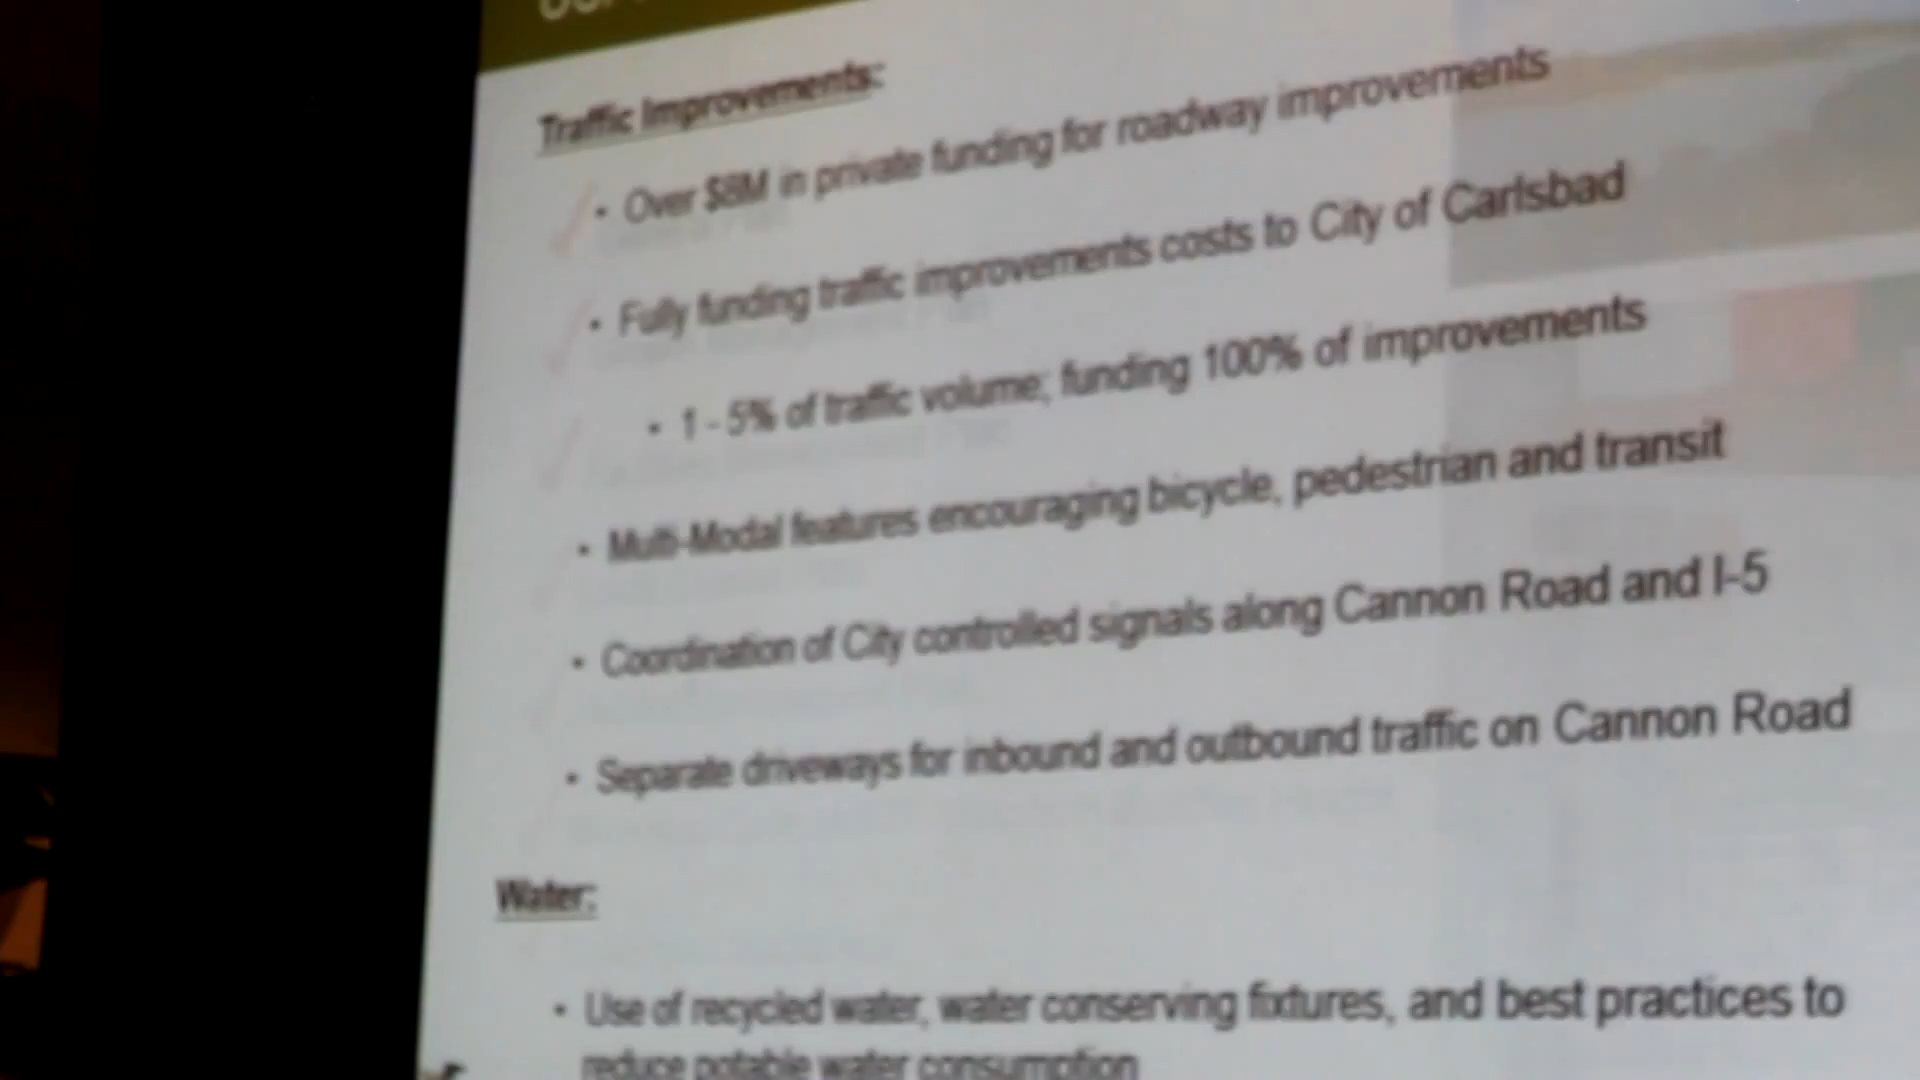 Traffic Improvements:
• Over $8M in private funding for roadway improvements
• Fully funding traffic improvements costs to City of Carlsbad
• 1 - 5% of traffic volume; funding 100% of improvements
• Multi-Modal features encouraging bicycle, pedestrian and transit
• Coordination of City controlled signals along Cannon Road and I-5
• Separate driveways for inbound and outbound traffic on Cannon Road
Water:
• Use of recycled water, water conserving fixtures, and best practices to
reduce potable water consumption